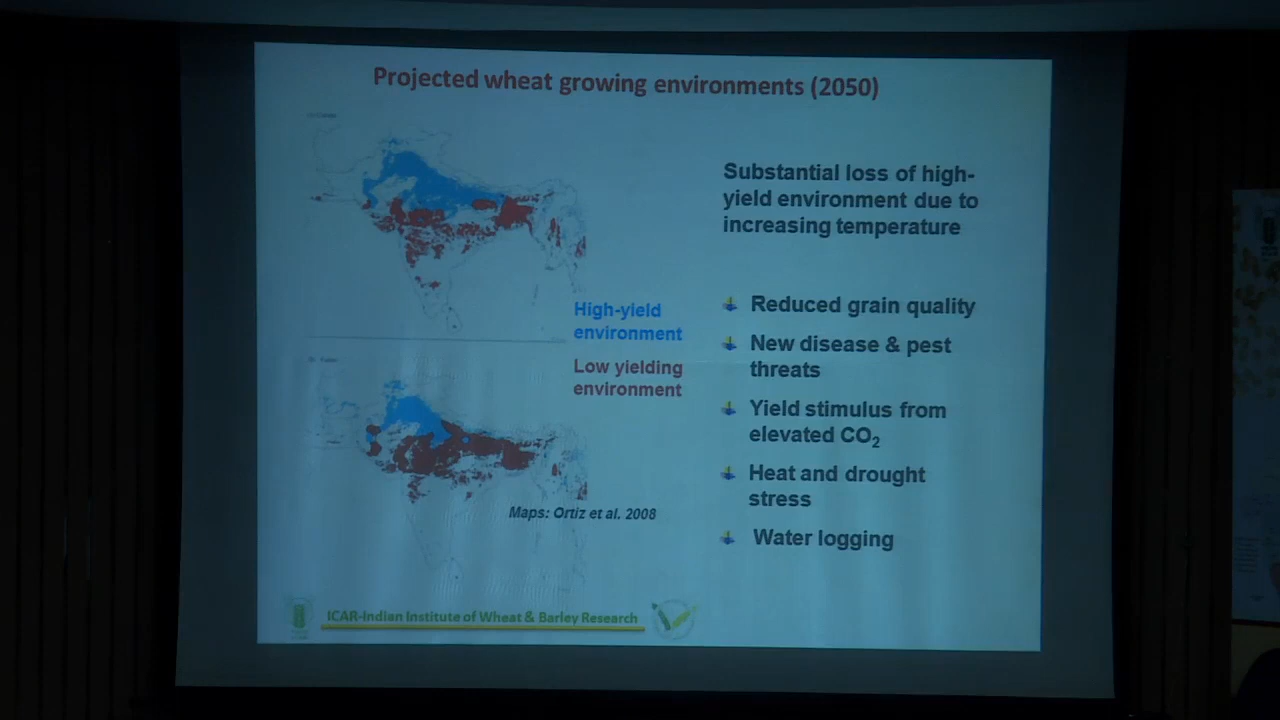 Projected wheat growing environments (2050)
Substantial loss of high-
yield environment due to
increasing temperature
High-yield
environment
Low yielding
environment
Reduced grain quality
New disease & pest
threats
Yield stimulus from
elevated CO₂
Heat and drought
stress
Water logging
Maps: Ortiz et al. 2008
ICAR-Indian Institute of Wheat & Barley Research